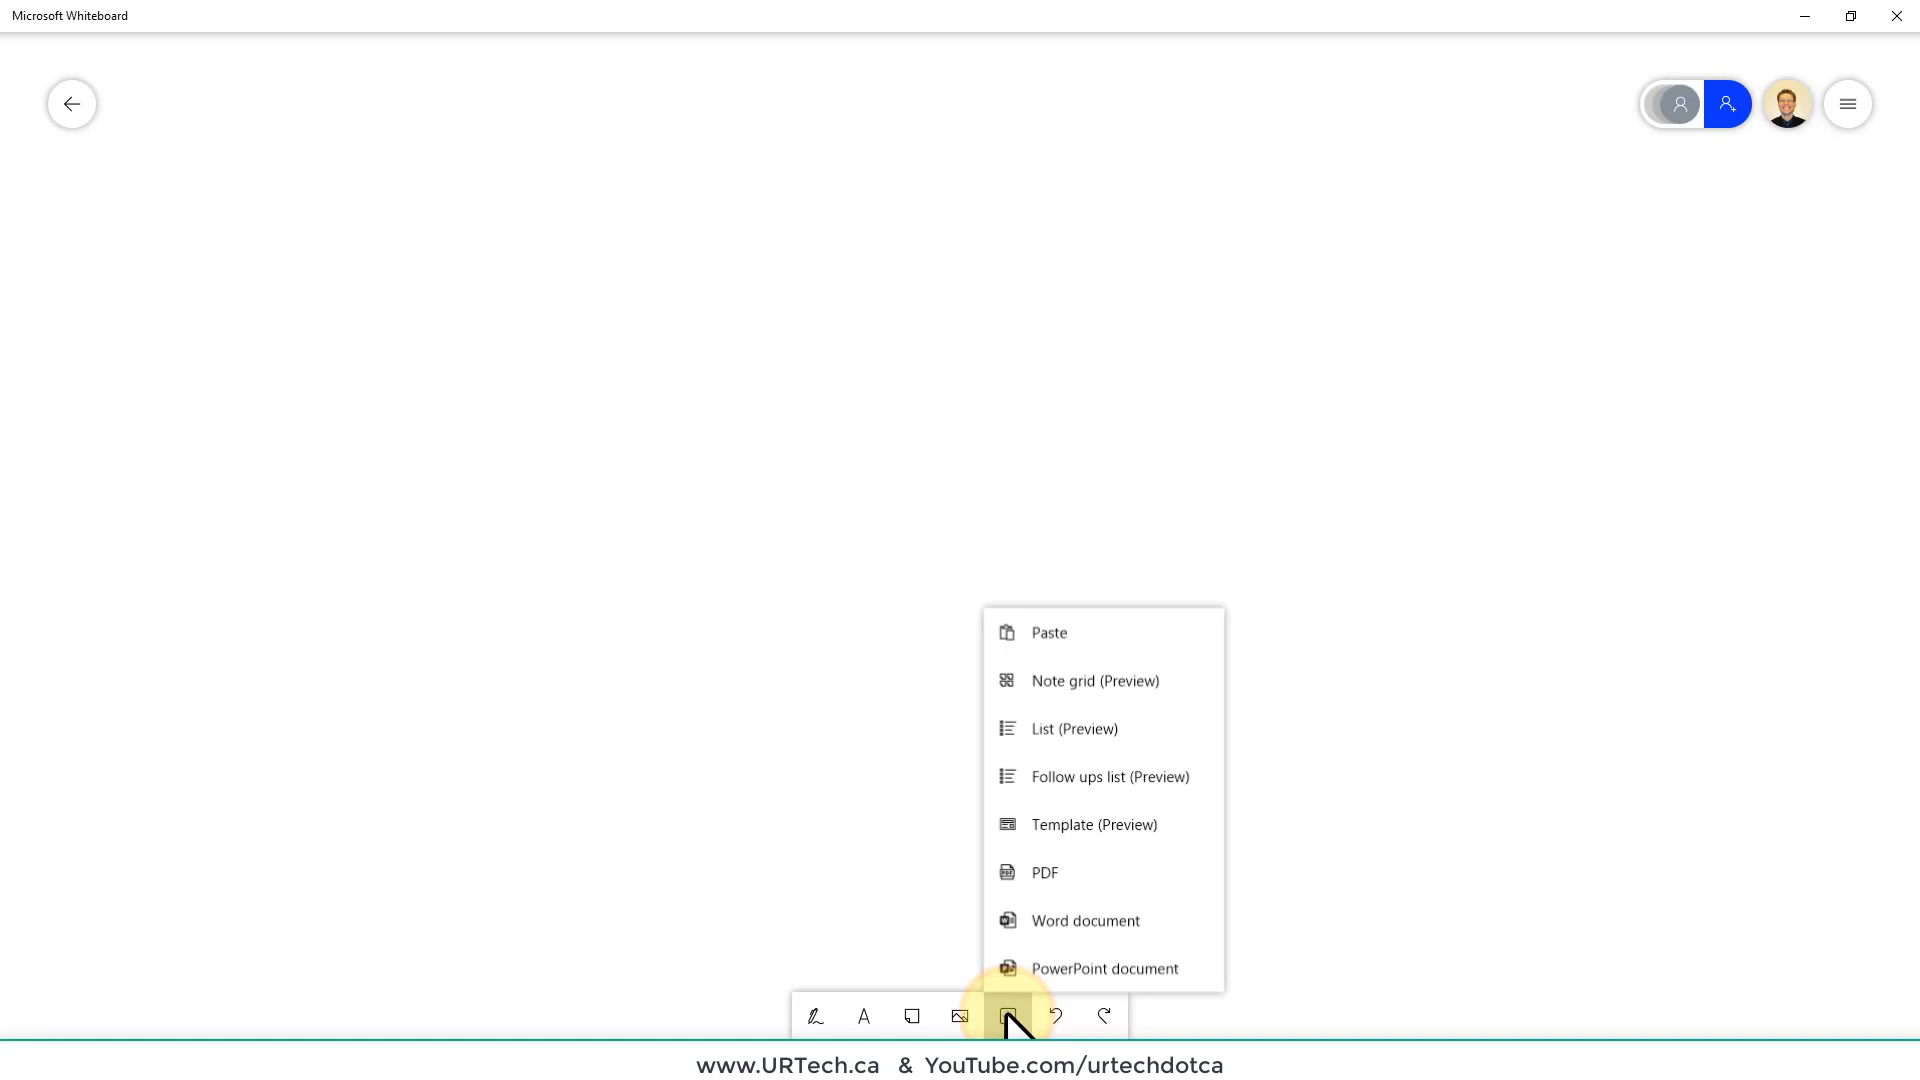 Microsoft Whiteboard
Paste
Note grid (Preview)
List (Preview)
Follow ups list (Preview)
Template (Preview)
PDF
Word document
PowerPoint document
www.URTech.ca & YouTube.com/urtechdotca